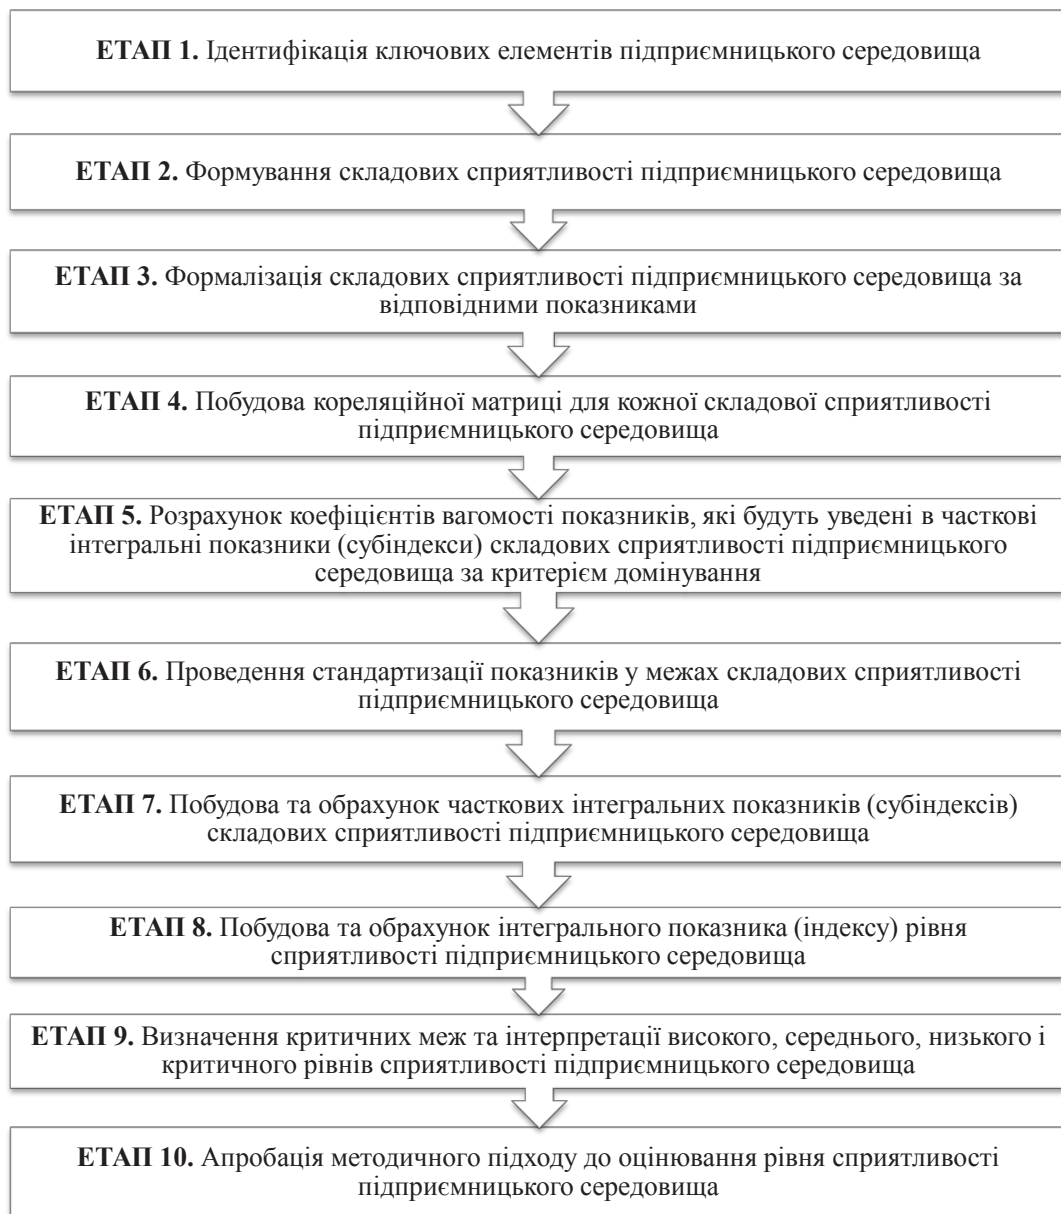 ЕТАП 1. Ідентифікація ключових елементів підприємницького середовища
ЕТАП 2. Формування складових сприятливості підприємницького середовища
ЕТАП 3. Формалізація складових сприятливості підприємницького середовища за
відповідними показниками
ЕТАП 4. Побудова кореляційної матриці для кожної складової сприятливості
підприємницького середовища
ЕТАП 5. Розрахунок коефіцієнтів вагомості показників, які будуть уведені в часткові
інтегральні показники (субіндекси) складових сприятливості підприємницького
середовища за критерієм домінування
ЕТАП 6. Проведення стандартизації показників у межах складових сприятливості
підприємницького середовища
ЕТАП 7. Побудова та обрахунок часткових інтегральних показників (субіндексів)
складових сприятливості підприємницького середовища
ЕТАП 8. Побудова та обрахунок інтегрального показника (індексу) рівня
сприятливості підприємницького середовища
ЕТАП 9. Визначення критичних меж та інтерпретації високого, середнього, низького і
критичного рівнів сприятливості підприємницького середовища
ЕТАП 10. Апробація методичного підходу до оцінювання рівня сприятливості
підприємницького середовища